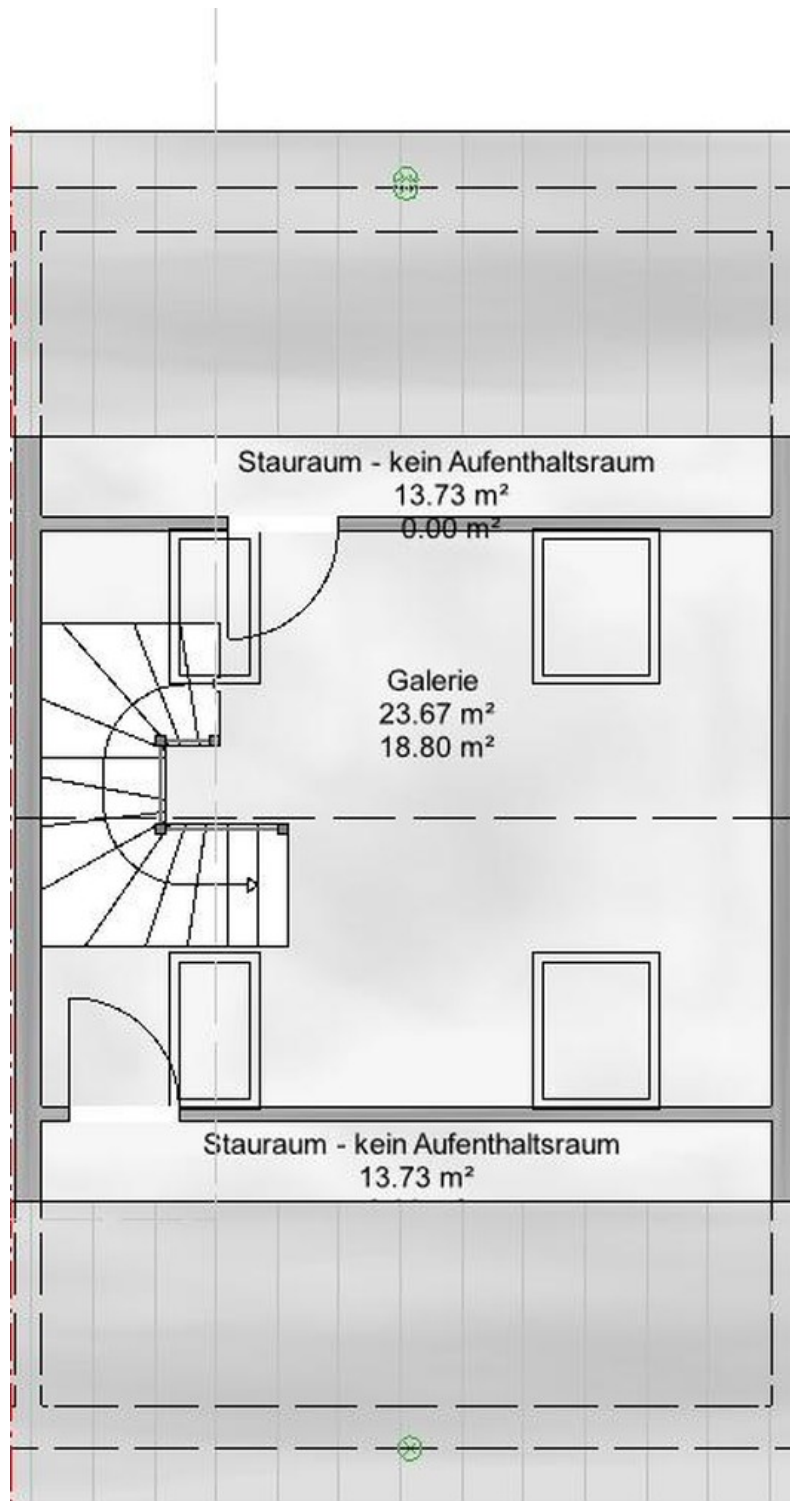 Stauraum - kein Aufenthaltsraum
13.73 m²
0.00 m²
Galerie
23.67 m²
18.80 m²
Stauraum - kein Aufenthaltsraum
13.73 m²